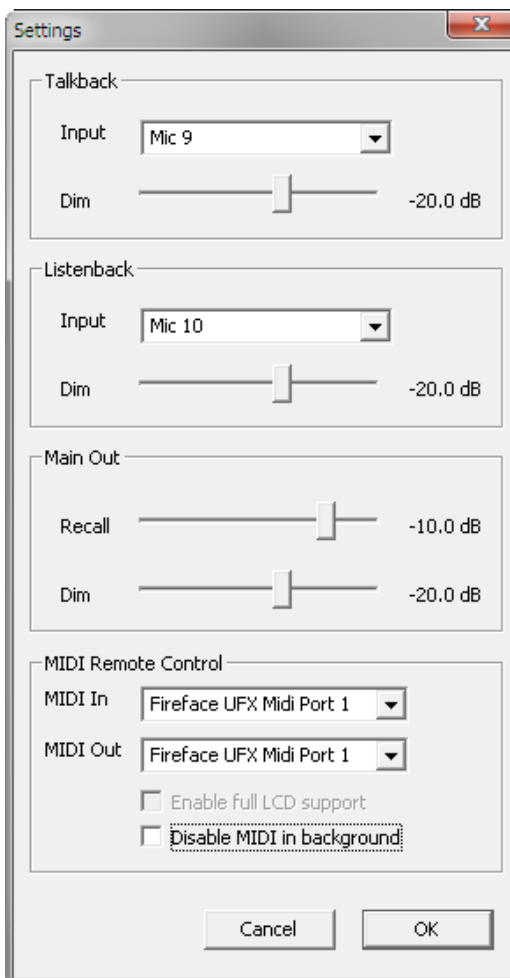 Settings
Talkback
Input Mic 9
Dim -20.0 dB
Listenback
Input Mic 10
Dim -20.0 dB
Main Out
Recall -10.0 dB
Dim -20.0 dB
MIDI Remote Control
MIDI In Fireface UFX Midi Port 1
MIDI Out Fireface UFX Midi Port 1
Enable full LCD support
Disable MIDI in background
Cancel OK